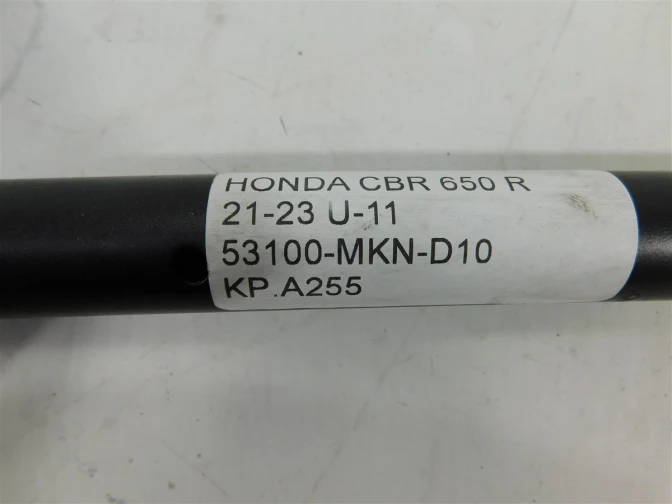 HONDA CBR 650 R
21-23 U-11
53100-MKN-D10
KP.A255